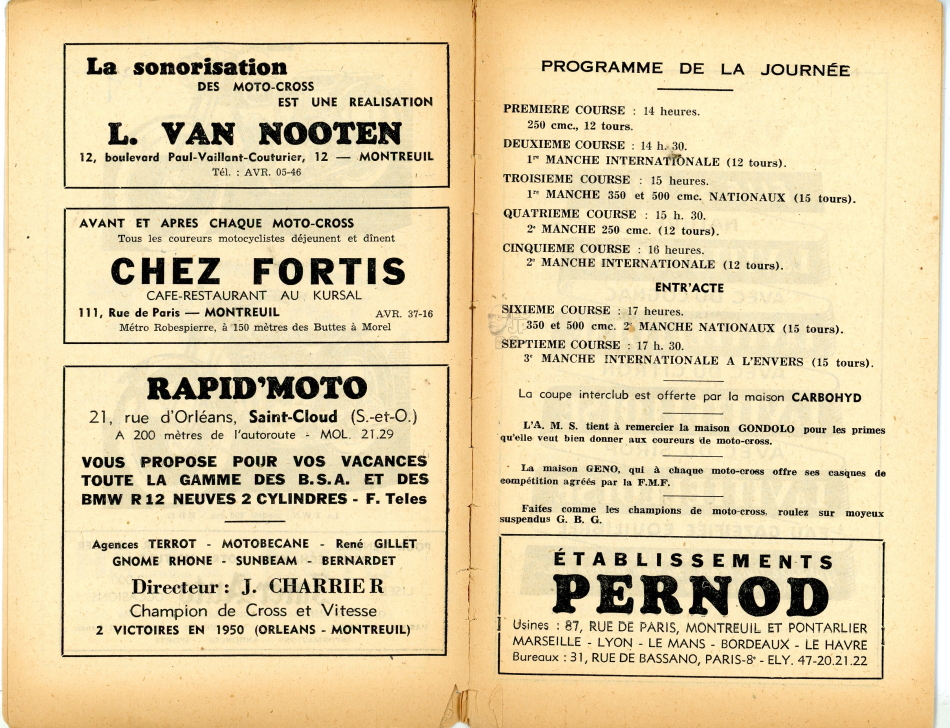 La sonorisation
DES MOTO-CROSS
EST UNE REALISATION
L. VAN NOOTEN
12, boulevard Paul-Vaillant-Couturier, 12 — MONTREUIL
Tél. : AVR. 05-46
AVANT ET APRES CHAQUE MOTO-CROSS
Tous les coureurs motocyclistes déjeunent et dînent
CHEZ FORTIS
CAFE-RESTAURANT AU KURSAL
111, Rue de Paris — MONTREUIL AVR. 37-16
Métro Robespierre, à 150 mètres des Buttes à Morel
RAPID'MOTO
21, rue d'Orléans, Saint-Cloud (S.-et-O.)
A 200 mètres de l'autoroute - MOL. 21.29
VOUS PROPOSE POUR VOS VACANCES
TOUTE LA GAMME DES B.S.A. ET DES
BMW R 12 NEUVES 2 CYLINDRES - F. Teles
Agences TERROT - MOTOBECANE - René GILLET
GNOME RHONE - SUNBEAM - BERNARDET
Directeur : J. CHARRIER
Champion de Cross et Vitesse
2 VICTOIRES EN 1950 (ORLEANS - MONTREUIL)
PROGRAMME DE LA JOURNÉE
PREMIERE COURSE : 14 heures.
250 cmc., 12 tours.
DEUXIEME COURSE : 14 h. 30.
1re MANCHE INTERNATIONALE (12 tours).
TROISIEME COURSE : 15 heures.
1re MANCHE 350 et 500 cmc. NATIONAUX (15 tours).
QUATRIEME COURSE : 15 h. 30.
2e MANCHE 250 cmc. (12 tours).
CINQUIEME COURSE : 16 heures.
2e MANCHE INTERNATIONALE (12 tours).
ENTR'ACTE
SIXIEME COURSE : 17 heures.
350 et 500 cmc. 2e MANCHE NATIONAUX (15 tours).
SEPTIEME COURSE : 17 h. 30.
3e MANCHE INTERNATIONALE A L'ENVERS (15 tours).
La coupe interclub est offerte par la maison CARBOHYD
L'A. M. S. tient à remercier la maison GONDOLO pour les primes
qu'elle veut bien donner aux coureurs de moto-cross.
La maison GENO, qui à chaque moto-cross offre ses casques de
compétition agréés par la F.M.F.
Faites comme les champions de moto-cross, roulez sur moyeux
suspendus G. B. G.
ÉTABLISSEMENTS
PERNOD
Usines : 87, RUE DE PARIS, MONTREUIL ET PONTARLIER
MARSEILLE - LYON - LE MANS - BORDEAUX - LE HAVRE
Bureaux : 31, RUE DE BASSANO, PARIS-8e - ELY. 47-20.21.22